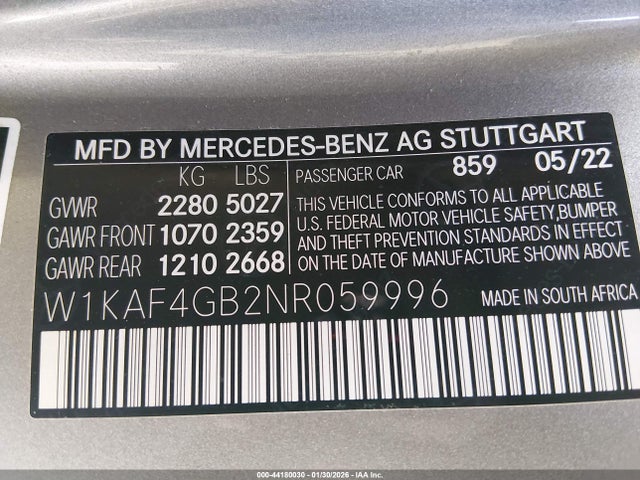 MFD BY MERCEDES-BENZ AG STUTTGART
KG LBS
GVWR 2280 5027
GAWR FRONT 1070 2359
GAWR REAR 1210 2668
PASSENGER CAR 859 05/22
THIS VEHICLE CONFORMS TO ALL APPLICABLE
U.S. FEDERAL MOTOR VEHICLE SAFETY,BUMPER
AND THEFT PREVENTION STANDARDS IN EFFECT
ON THE DATE OF MANUFACTURE SHOWN ABOVE
W1KAF4GB2NR059996 MADE IN SOUTH AFRICA
000-44180030 - 01/30/2026 - IAA Inc.